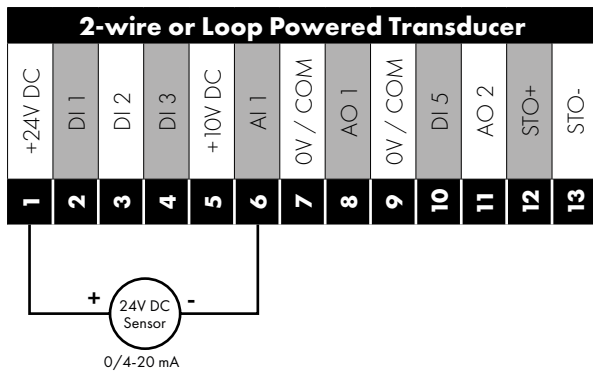 2-wire or Loop Powered Transducer
+24V DC
DI 1
DI 2
DI 3
+10V DC
AI 1
0V / COM
AO 1
0V / COM
DI 5
AO 2
STO+
STO-
1 2 3 4 5 6 7 8 9 10 11 12 13
+ -
24V DC
Sensor
0/4-20 mA